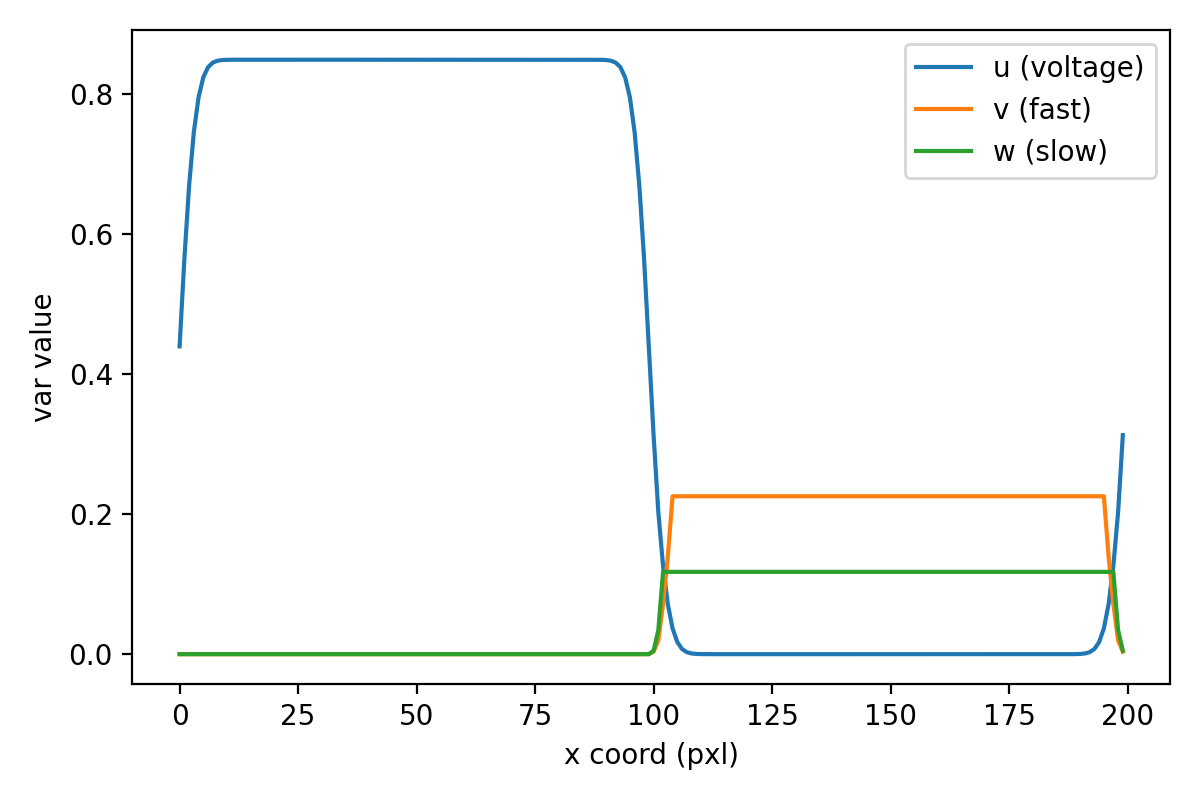 u (voltage)
v (fast)
w (slow)
var value
0.8
0.6
0.4
0.2
0.0
0 25 50 75 100 125 150 175 200
x coord (pxl)